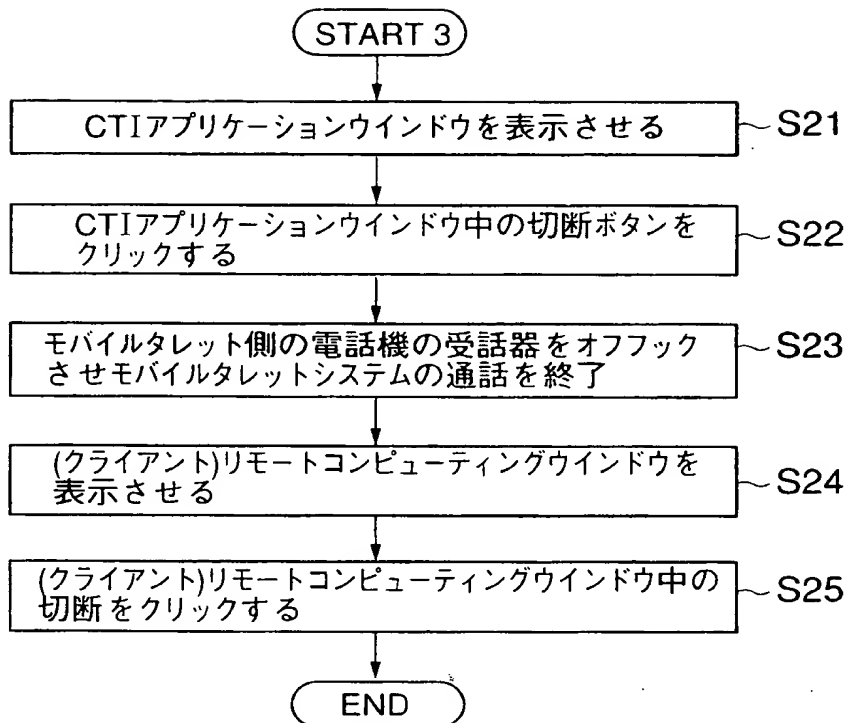 START 3
CTIアプリケーションウインドウを表示させる
S21
CTIアプリケーションウインドウ中の切断ボタンを
クリックする
S22
モバイルタレット側の電話機の受話器をオフフック
させモバイルタレットシステムの通話を終了
S23
(クライアント)リモートコンピューティングウインドウを
表示させる
S24
(クライアント)リモートコンピューティングウインドウ中の
切断をクリックする
S25
END